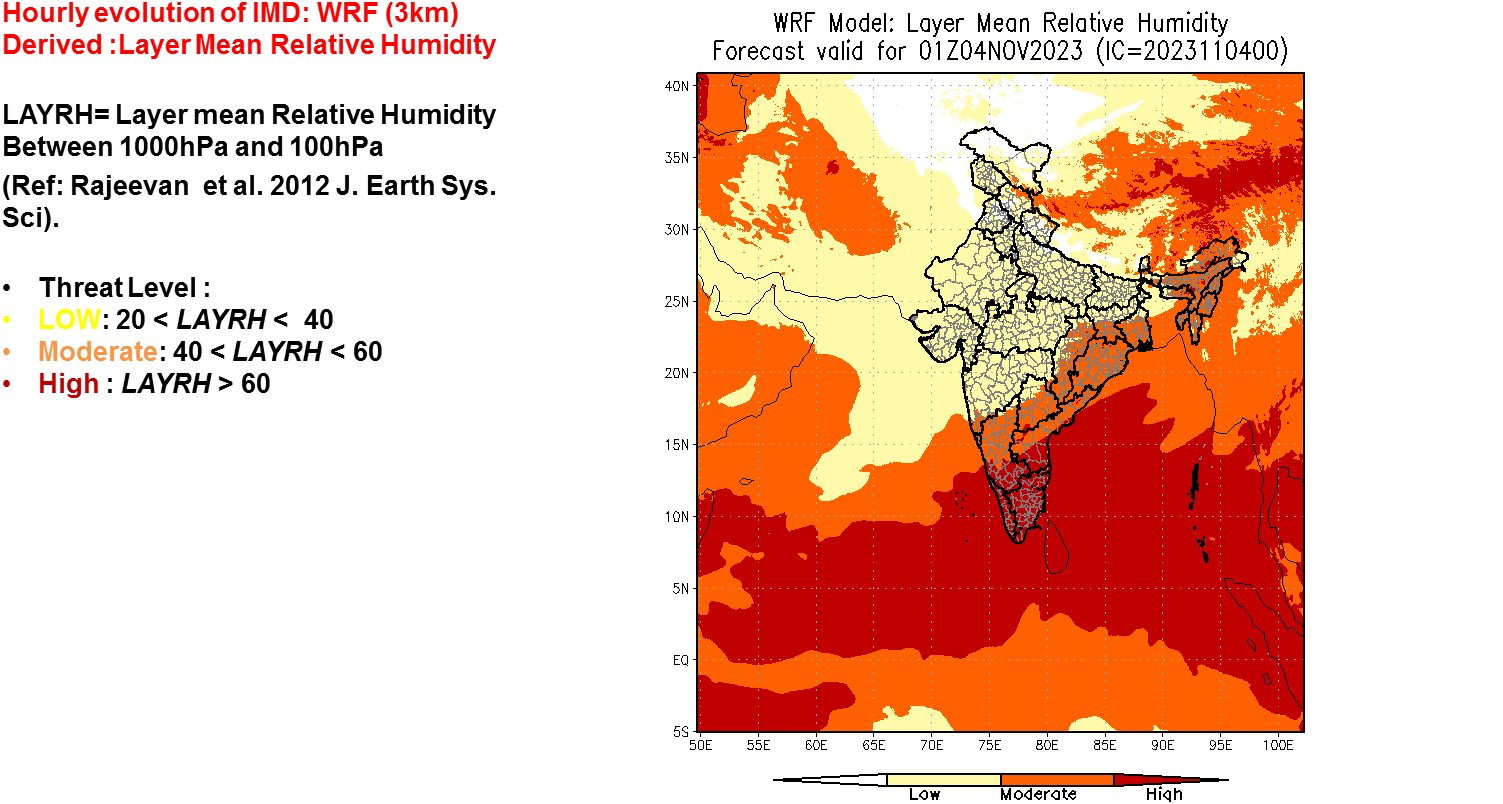 Hourly evolution of IMD: WRF (3km)
Derived :Layer Mean Relative Humidity
LAYRH= Layer mean Relative Humidity
Between 1000hPa and 100hPa
(Ref: Rajeevan et al. 2012 J. Earth Sys.
Sci).
• Threat Level :
• LOW: 20 < LAYRH < 40
• Moderate: 40 < LAYRH < 60
• High : LAYRH > 60
WRF Model: Layer Mean Relative Humidity
Forecast valid for 01Z04NOV2023 (IC=2023110400)
40N
35N
30N
25N
20N
15N
10N
5N
EQ
5S
50E 55E 60E 65E 70E 75E 80E 85E 90E 95E 100E
Low Moderate High